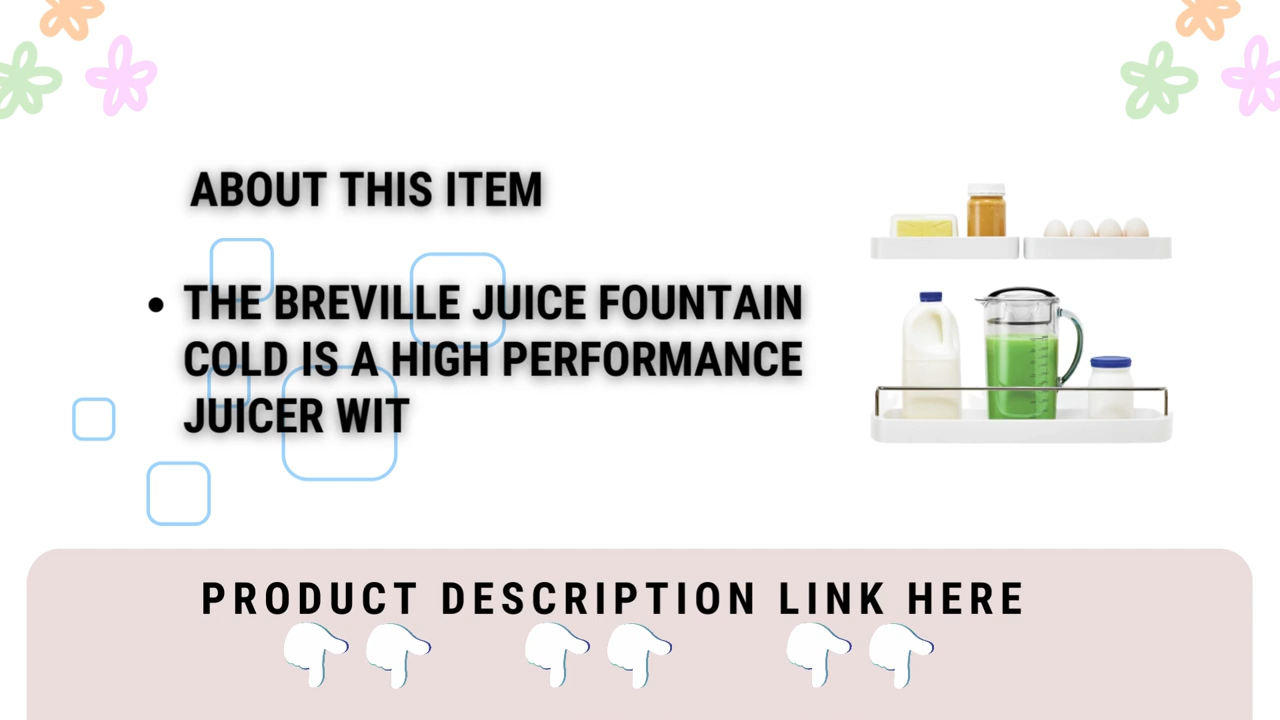 ABOUT THIS ITEM
THE BREVILLE JUICE FOUNTAIN
COLD IS A HIGH PERFORMANCE
JUICER WIT
PRODUCT DESCRIPTION LINK HERE